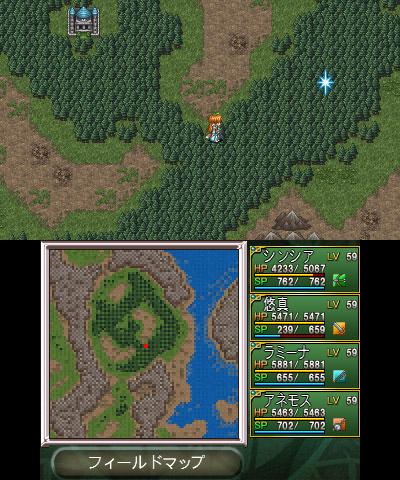 シンシア LV 59
HP 4233/ 5067
SP 762/ 762
悠真 LV 59
HP 5471/ 5471
SP 239/ 659
ラミーナ LV 59
HP 5881/ 5881
SP 655/ 655
アネモス LV 59
HP 5463/ 5463
SP 702/ 702
フィールドマップ